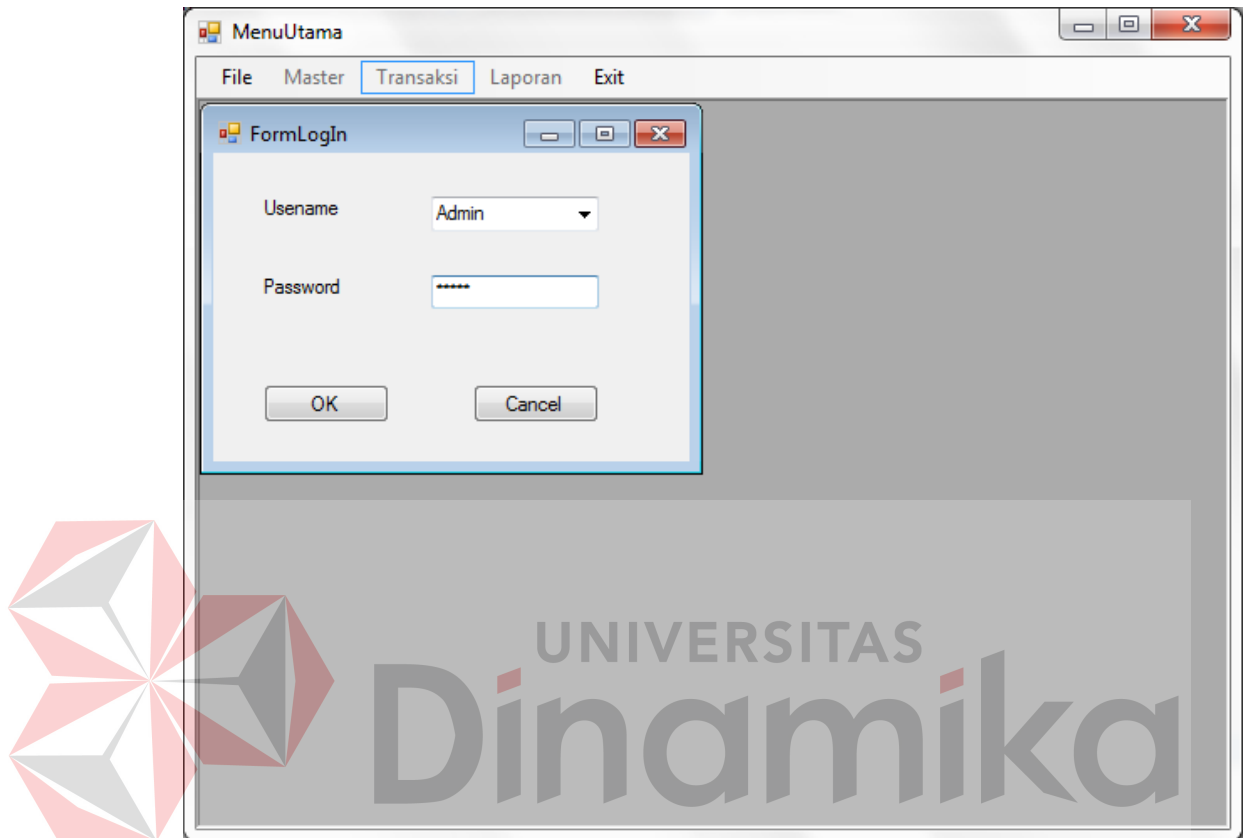 MenuUtama
File Master Transaksi Laporan Exit
FormLogIn
Usename Admin
Password *****
OK Cancel
UNIVERSITAS
Dinamika